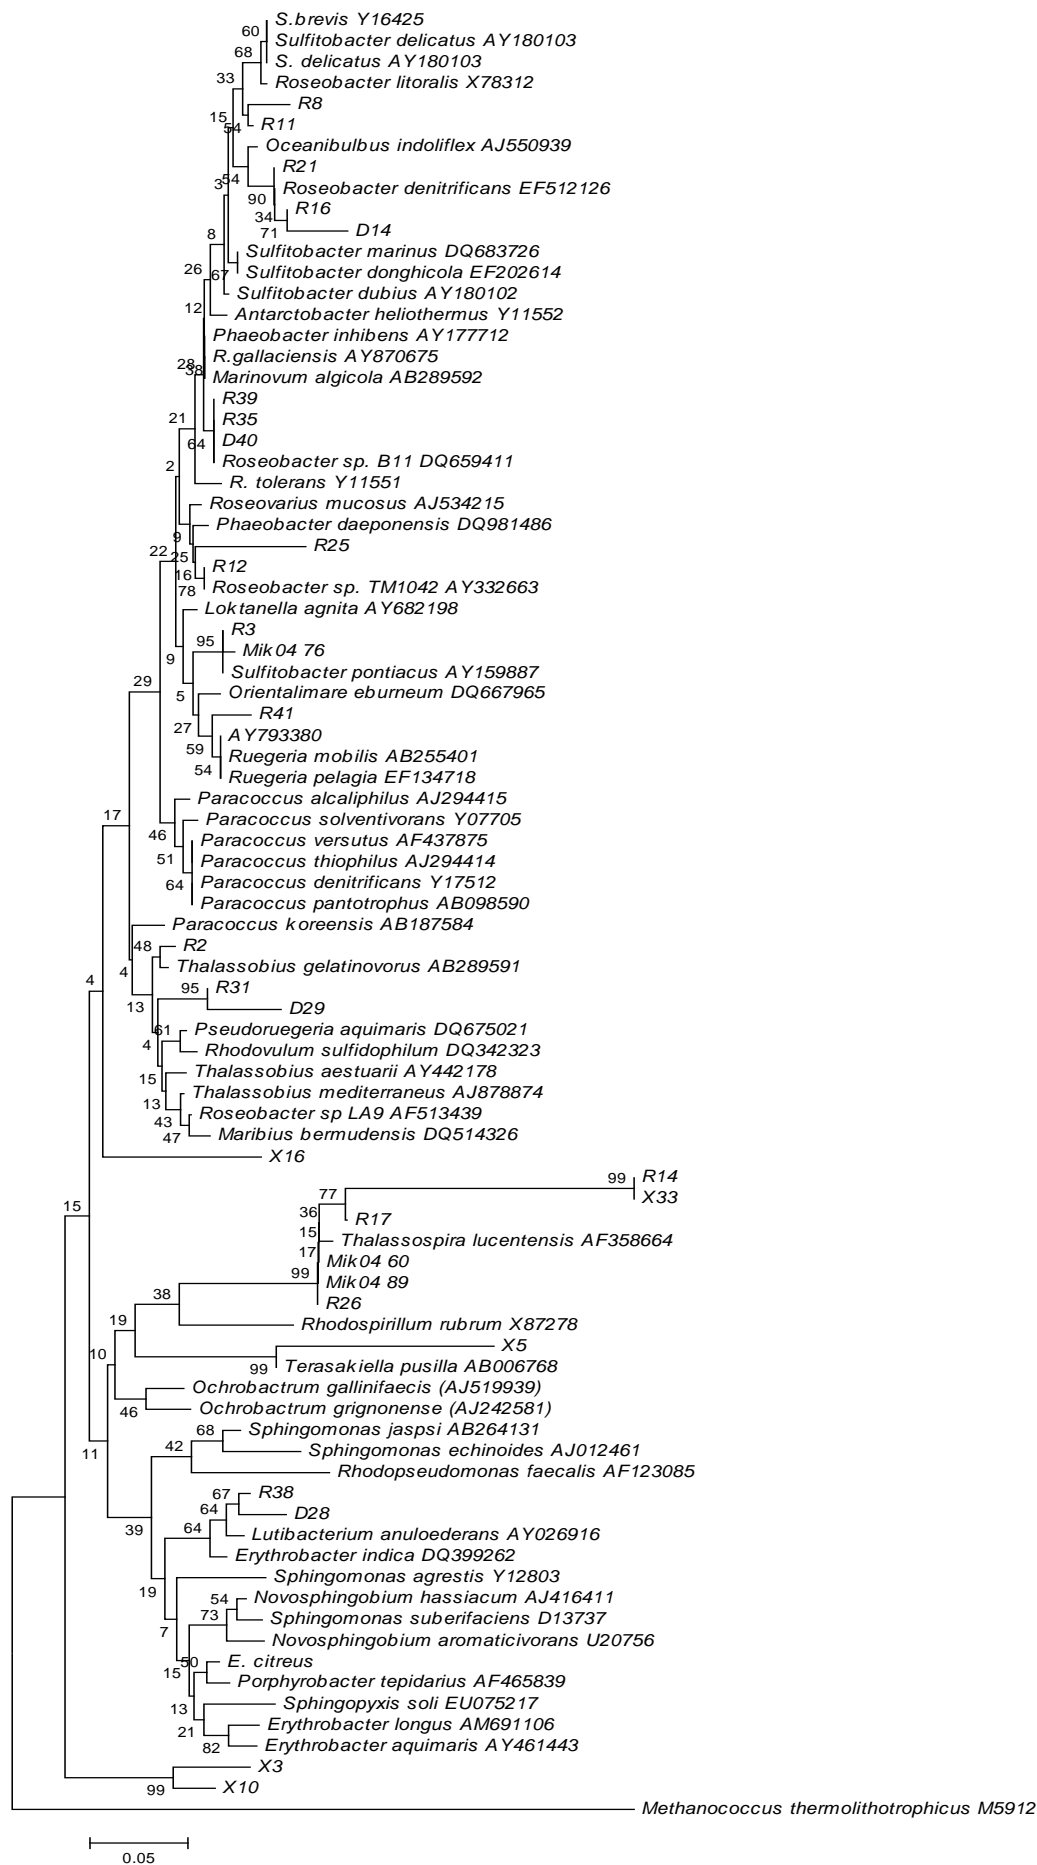 S.brevis Y16425
60
Sulfitobacter delicatus AY180103
68
S. delicatus AY180103
33
Roseobacter litoralis X78312
R8
15
54
R11
Oceanibulbus indoliflex AJ550939
R21
3
54
Roseobacter denitrificans EF512126
90
R16
34
71
D14
8
Sulfitobacter marinus DQ683726
26
67
Sulfitobacter donghicola EF202614
Sulfitobacter dubius AY180102
12
Antarctobacter heliothermus Y11552
Phaeobacter inhibens AY177712
R.gallaciensis AY870675
28
38
Marinovum algicola AB289592
R39
21
R35
64
D40
Roseobacter sp. B11 DQ659411
2
R. tolerans Y11551
Roseovarius mucosus AJ534215
Phaeobacter daeponensis DQ981486
9
R25
22
25
R12
16
78
Roseobacter sp. TM1042 AY332663
Loktanella agnita AY682198
R3
95
Mik04 76
9
Sulfitobacter pontiacus AY159887
29
5
Orientalimare eburneum DQ667965
R41
27
AY793380
59
Ruegeria mobilis AB255401
54
Ruegeria pelagia EF134718
Paracoccus alcaliphilus AJ294415
17
Paracoccus solventivorans Y07705
46
Paracoccus versutus AF437875
51
Paracoccus thiophilus AJ294414
64
Paracoccus denitrificans Y17512
Paracoccus pantotrophus AB098590
Paracoccus koreensis AB187584
48
R2
4
Thalassobius gelatinovorus AB289591
4
95
R31
13
D29
61
Pseudoruegeria aquimaris DQ675021
4
Rhodovulum sulfidophilum DQ342323
15
Thalassobius aestuarii AY442178
Thalassobius mediterraneus AJ878874
13
Roseobacter sp LA9 AF513439
43
47
Maribius bermudensis DQ514326
X16
99
R14
77
X33
15
36
R17
15
Thalassospira lucentensis AF358664
17
Mik04 60
99
Mik04 89
38
R26
19
Rhodospirillum rubrum X87278
X5
10
99
Terasakiella pusilla AB006768
Ochrobactrum gallinifaecis (AJ519939)
46
Ochrobactrum grignonense (AJ242581)
68
Sphingomonas jaspsi AB264131
11
42
Sphingomonas echinoides AJ012461
Rhodopseudomonas faecalis AF123085
67
R38
64
D28
39
64
Lutibacterium anuloederans AY026916
Erythrobacter indica DQ399262
Sphingomonas agrestis Y12803
19
54
Novosphingobium hassiacum AJ416411
73
Sphingomonas suberifaciens D13737
7
Novosphingobium aromaticivorans U20756
50
E. citreus
15
Porphyrobacter tepidarius AF465839
13
Sphingopyxis soli EU075217
21
Erythrobacter longus AM691106
82
Erythrobacter aquimaris AY461443
X3
99
X10
Methanococcus thermolithotrophicus M5912
0.05